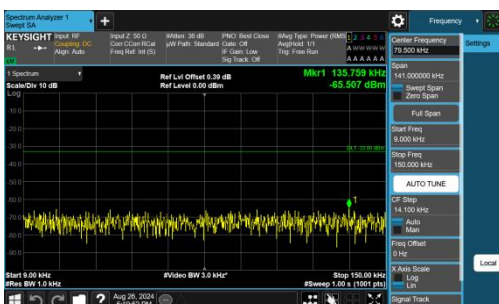 Spectrum Analyzer 1
Swept SA
Frequency
KEYSIGHT
Input: RF
Coupling: DC
Align: Auto
RL
Input Z: 50 Ω
Corr CCorr RCal
Freq Ref: Int (S)
#Atten: 36 dB
µW Path: Standard
PNO: Best Close
Gate: Off
IF Gain: Low
Sig Track: Off
#Avg Type: Power (RMS)
Avg|Hold: 1/1
Trig: Free Run
1 2 3 4 5 6
A W W W W W
A A A A A A
Center Frequency
79.500 kHz
Settings
1 Spectrum
Scale/Div 10 dB
Log
Ref Lvl Offset 0.39 dB
Ref Level 0.00 dBm
Mkr1 135.759 kHz
-65.507 dBm
Span
141.000000 kHz
Swept Span
Zero Span
Full Span
Start Freq
9.000 kHz
Stop Freq
150.000 kHz
AUTO TUNE
CF Step
14.100 kHz
Auto
Man
Freq Offset
0 Hz
X Axis Scale
Log
Lin
Signal Track
Local
-10.0
-20.0
-30.0
-40.0
-50.0
-60.0
-70.0
-80.0
-90.0
1
Start 9.00 kHz
#Res BW 1.0 kHz
#Video BW 3.0 kHz*
Stop 150.00 kHz
#Sweep 1.00 s (1001 pts)
?
Aug 26, 2024